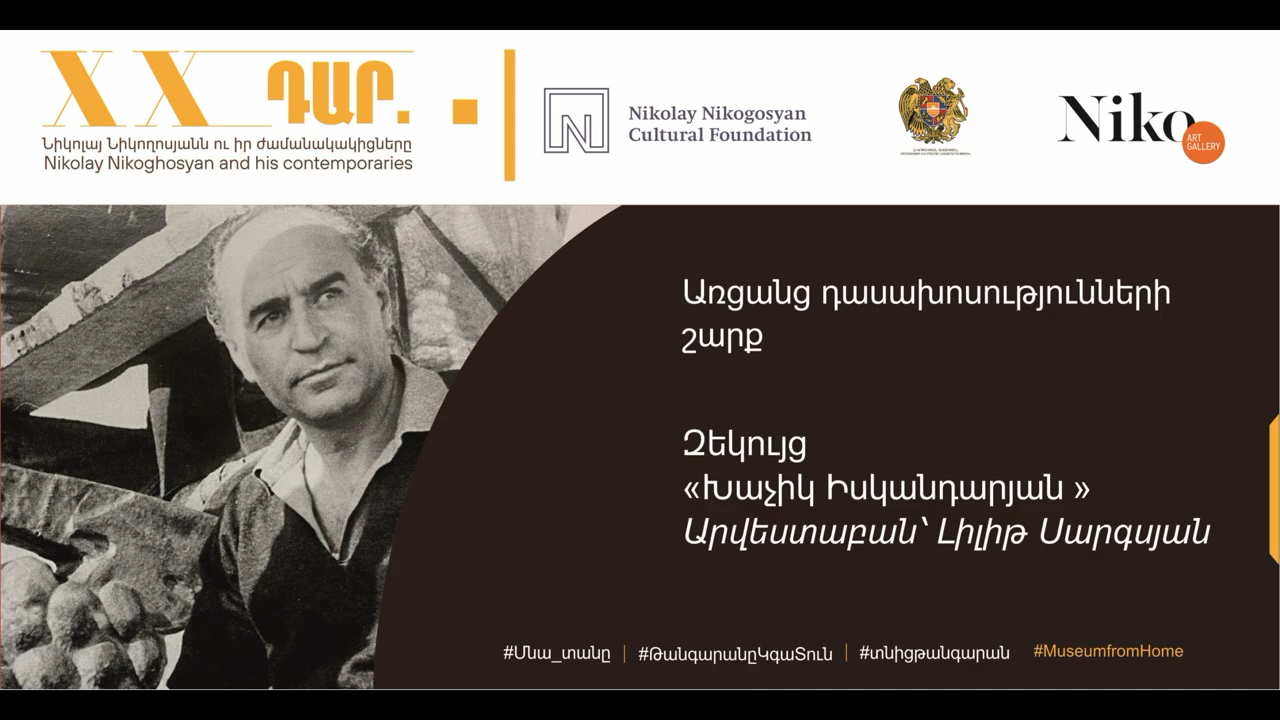 XX ԴԱՐ.
Նիկոլայ Նիկողոսյանն ու իր ժամանակակիցները
Nikolay Nikoghosyan and his contemporaries
N
Nikolay Nikogosyan
Cultural Foundation
Niko
ART
GALLERY
Առցանց դասախոսությունների
շարք
Զեկույց
«Խաչիկ Իսկանդարյան »
Արվեստաբան՝ Լիլիթ Սարգսյան
#Մնա_տանը | #ԹանգարանըԿգաՏուն | #տնիցթանգարան #MuseumfromHome